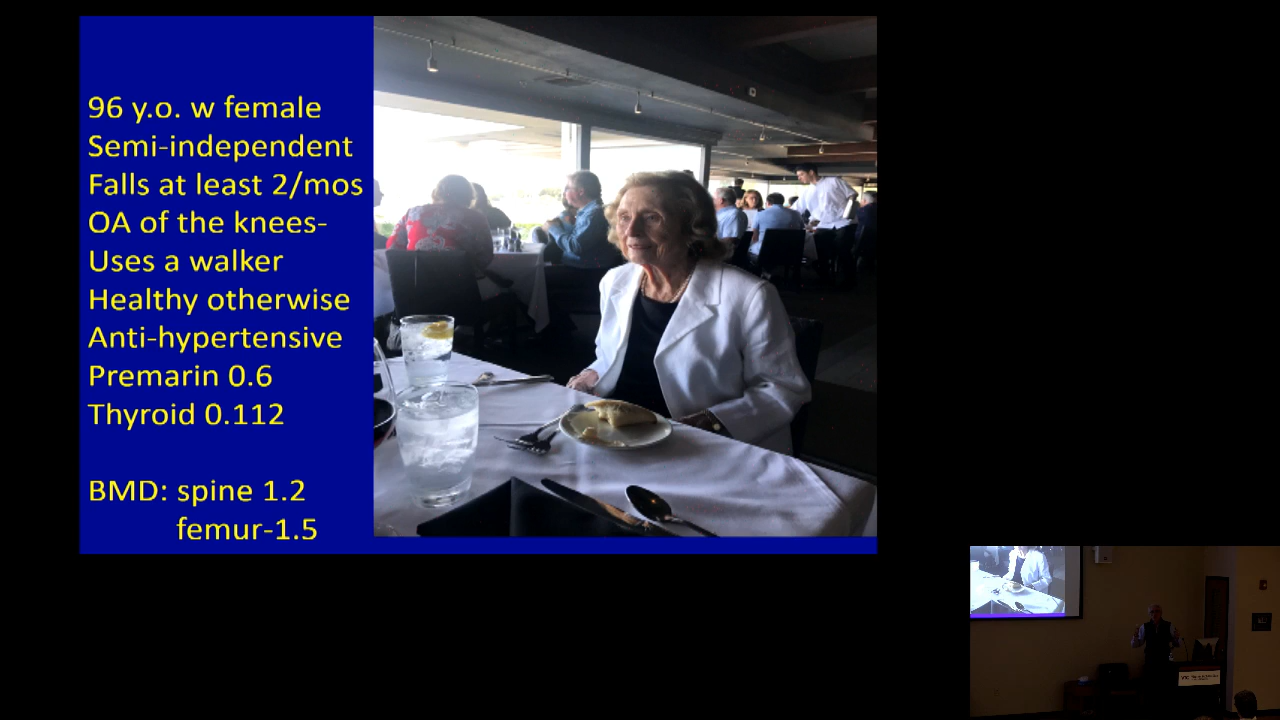 96 y.o. w female
Semi-independent
Falls at least 2/mos
OA of the knees-
Uses a walker
Healthy otherwise
Anti-hypertensive
Premarin 0.6
Thyroid 0.112
BMD: spine 1.2
femur-1.5